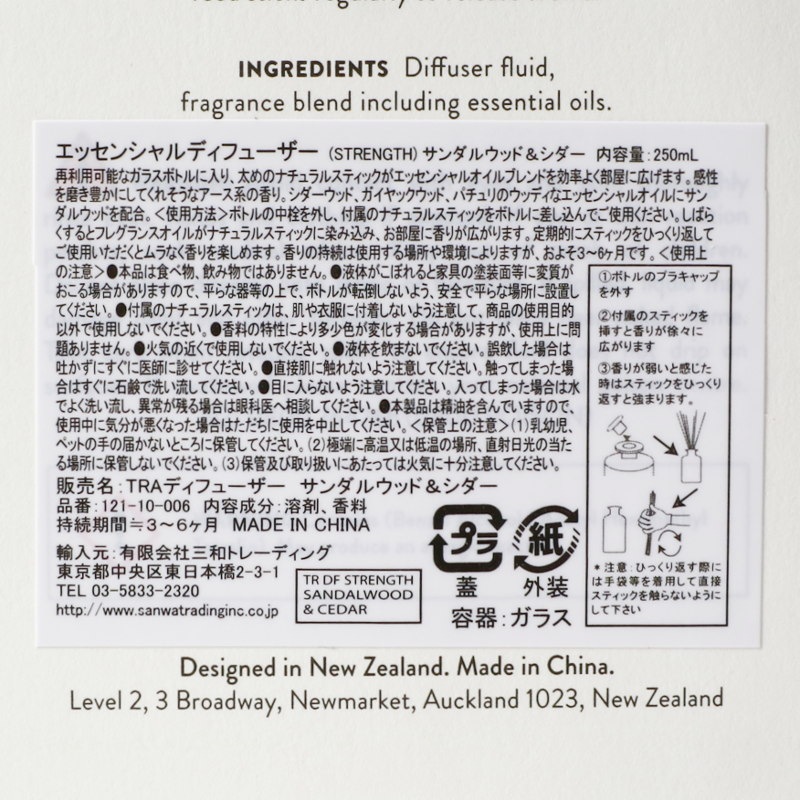 INGREDIENTS Diffuser fluid,
fragrance blend including essential oils.
エッセンシャルディフューザー (STRENGTH) サンダルウッド＆シダー 内容量：250mL
再利用可能なガラスボトルに入り、太めのナチュラルスティックがエッセンシャルオイルブレンドを効率よく部屋に広げます。感性
を磨き豊かにしてくれそうなアース系の香り。シダーウッド、ガイヤックウッド、パチュリのウッディなエッセンシャルオイルにサン
ダルウッドを配合。〈使用方法〉ボトルの中栓を外し、付属のナチュラルスティックをボトルに差し込んでご使用ください。しばら
くするとフレグランスオイルがナチュラルスティックに染み込み、お部屋に香りが広がります。定期的にスティックをひっくり返して
ご使用いただくとムラなく香りを楽しめます。香りの持続は使用する場所や環境によりますが、およそ3〜6ヶ月です。〈使用上
の注意〉●本品は食べ物、飲み物ではありません。●液体がこぼれると家具の塗装面等に変質が
おこる場合がありますので、平らな器等の上で、ボトルが転倒しないよう、安全で平らな場所に設置し
てください。●付属のナチュラルスティックは、肌や衣服に付着しないよう注意して、商品の使用目的
以外で使用しないでください。●香料の特性により多少色が変化する場合がありますが、使用上に問
題ありません。●火気の近くで使用しないでください。●液体を飲まないでください。誤飲した場合は
吐かずにすぐに医師に診せてください。●直接肌に触れないよう注意してください。触ってしまった場
合はすぐに石鹸で洗い流してください。●目に入らないよう注意してください。入ってしまった場合は水
でよく洗い流し、異常が残る場合は眼科医へ相談してください。●本製品は精油を含んでいますので、
使用中に気分が悪くなった場合はただちに使用を中止してください。〈保管上の注意〉(1)乳幼児、
ペットの手の届かないところに保管してください。(2)極端に高温又は低温の場所、直射日光の当た
る場所に保管しないでください。(3)保管及び取り扱いにあたっては火気に十分注意してください。
販売名：TRAディフューザー サンダルウッド＆シダー
品番：121-10-006 内容成分：溶剤、香料
持続期間≒3〜6ヶ月 MADE IN CHINA
輸入元：有限会社三和トレーディング
東京都中央区東日本橋2-3-1
TEL 03-5833-2320
http://www.sanwatradinginc.co.jp
TR DF STRENGTH
SANDALWOOD
& CEDAR
プラ 紙
蓋 外装
容器：ガラス
①ボトルのプラキャップ
を外す
②付属のスティックを
挿すと香りが徐々に
広がります
③香りが弱いと感じた
時はスティックをひっくり
返すと強まります。
＊注意：ひっくり返す際に
は手袋等を着用して直接
スティックを触らないように
して下さい
Designed in New Zealand. Made in China.
Level 2, 3 Broadway, Newmarket, Auckland 1023, New Zealand